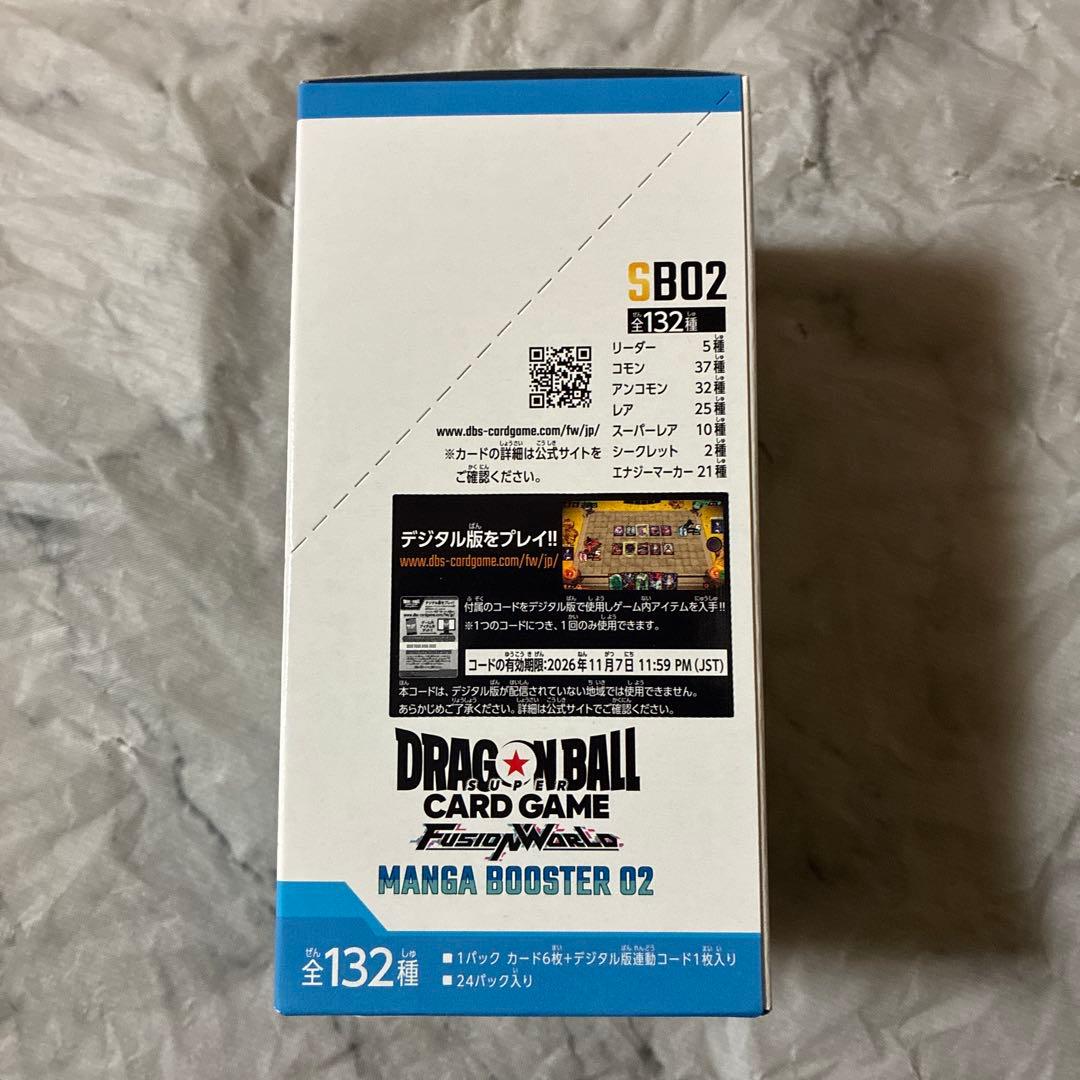 SB02
全132種
リーダー 5種
コモン 37種
アンコモン 32種
レア 25種
スーパーレア 10種
シークレット 2種
エナジーマーカー 21種
www.dbs-cardgame.com/fw/jp/
※カードの詳細は公式サイトを
ご確認ください。
デジタル版をプレイ!!
www.dbs-cardgame.com/fw/jp/
付属のコードをデジタル版で使用しゲーム内アイテムを入手!!
※1つのコードにつき、1回のみ使用できます。
コードの有効期限:2026年11月7日 11:59 PM (JST)
本コードは、デジタル版が配信されていない地域では使用できません。
あらかじめご了承ください。詳細は公式サイトでご確認ください。
DRAGON BALL
SUPER
CARD GAME
FUSION WORLD
MANGA BOOSTER 02
全132種
■1パック カード6枚+デジタル版連動コード1枚入り
■24パック入り